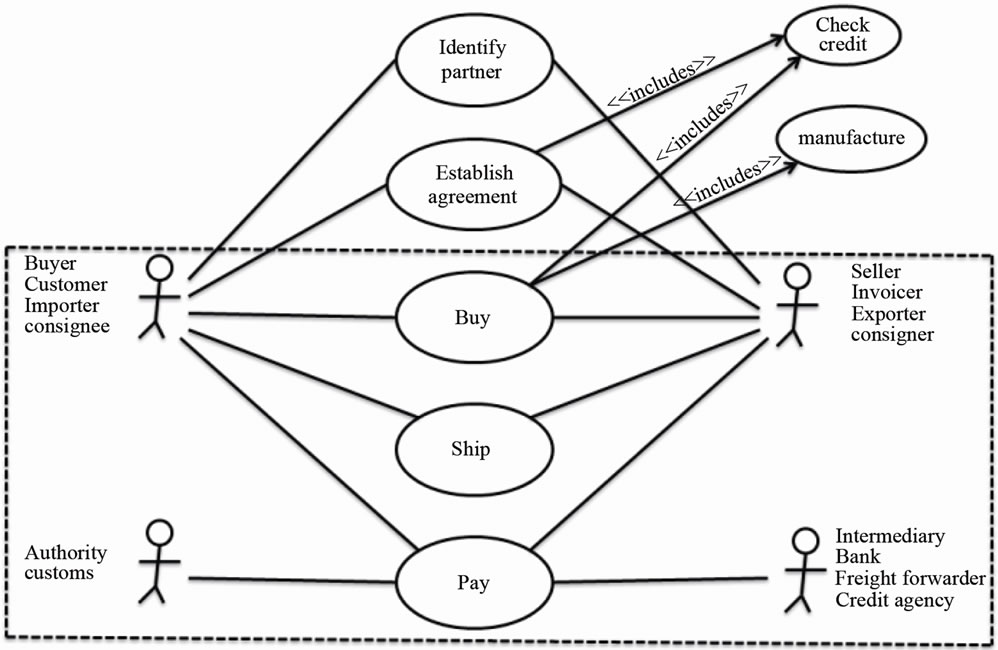 Identify
partner
Check
credit
<<includes>>
<<includes>>
manufacture
<<includes>>
Establish
agreement
Buyer
Customer
Importer
consignee
Buy
Seller
Invoicer
Exporter
consigner
Ship
Authority
customs
Pay
Intermediary
Bank
Freight forwarder
Credit agency